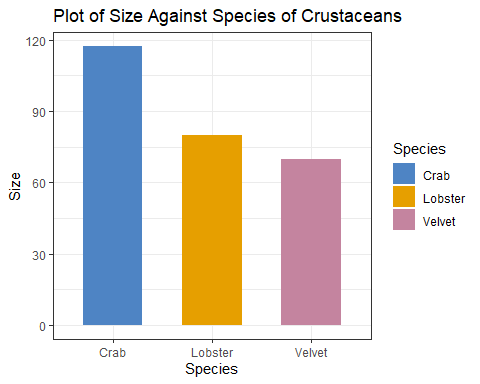 Plot of Size Against Species of Crustaceans
120
90
60
30
0
Size
Crab
Lobster
Velvet
Species
Species
Crab
Lobster
Velvet